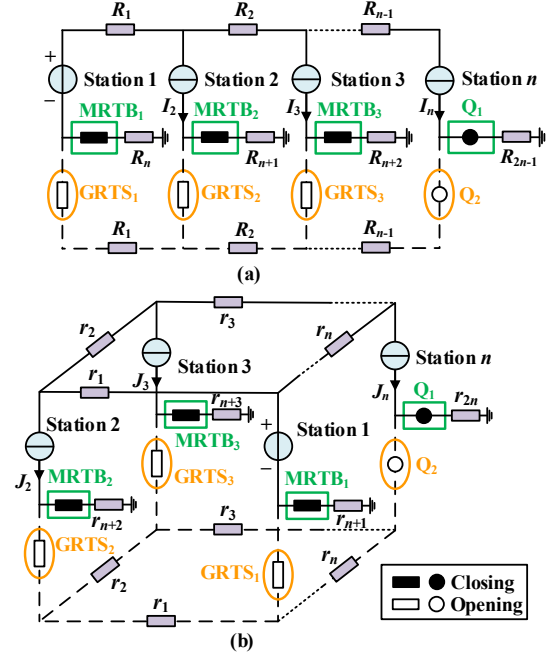 R1 R2 Rn-1
+
−
Station 1 Station 2 Station 3 Station n
I2 I3 In
MRTB1 MRTB2 MRTB3 Q1
Rn Rn+1 Rn+2 R2n-1
GRTS1 GRTS2 GRTS3 Q2
R1 R2 Rn-1
(a)
r2 r3 rn
Station 3 Station n
r1 J3 Jn
Q1 r2n
Station 2 rn+3 Station 1
+
−
MRTB3
J2 MRTB2 GRTS3 MRTB1 Q2
rn+2 rn+1
GRTS2 r3
r2 GRTS1 rn
r1
Closing
Opening
(b)